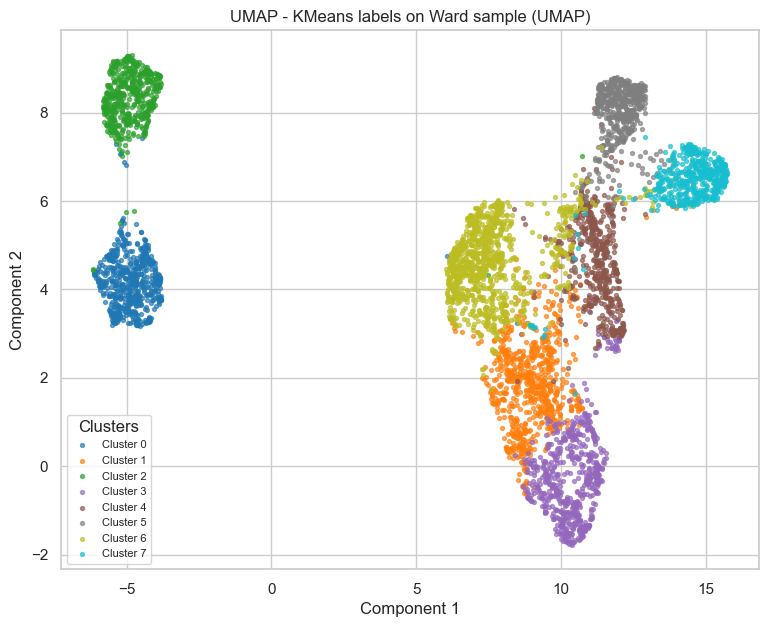 UMAP - KMeans labels on Ward sample (UMAP)
Component 2
8
6
4
2
0
−2
Clusters
Cluster 0
Cluster 1
Cluster 2
Cluster 3
Cluster 4
Cluster 5
Cluster 6
Cluster 7
−5 0 5 10 15
Component 1